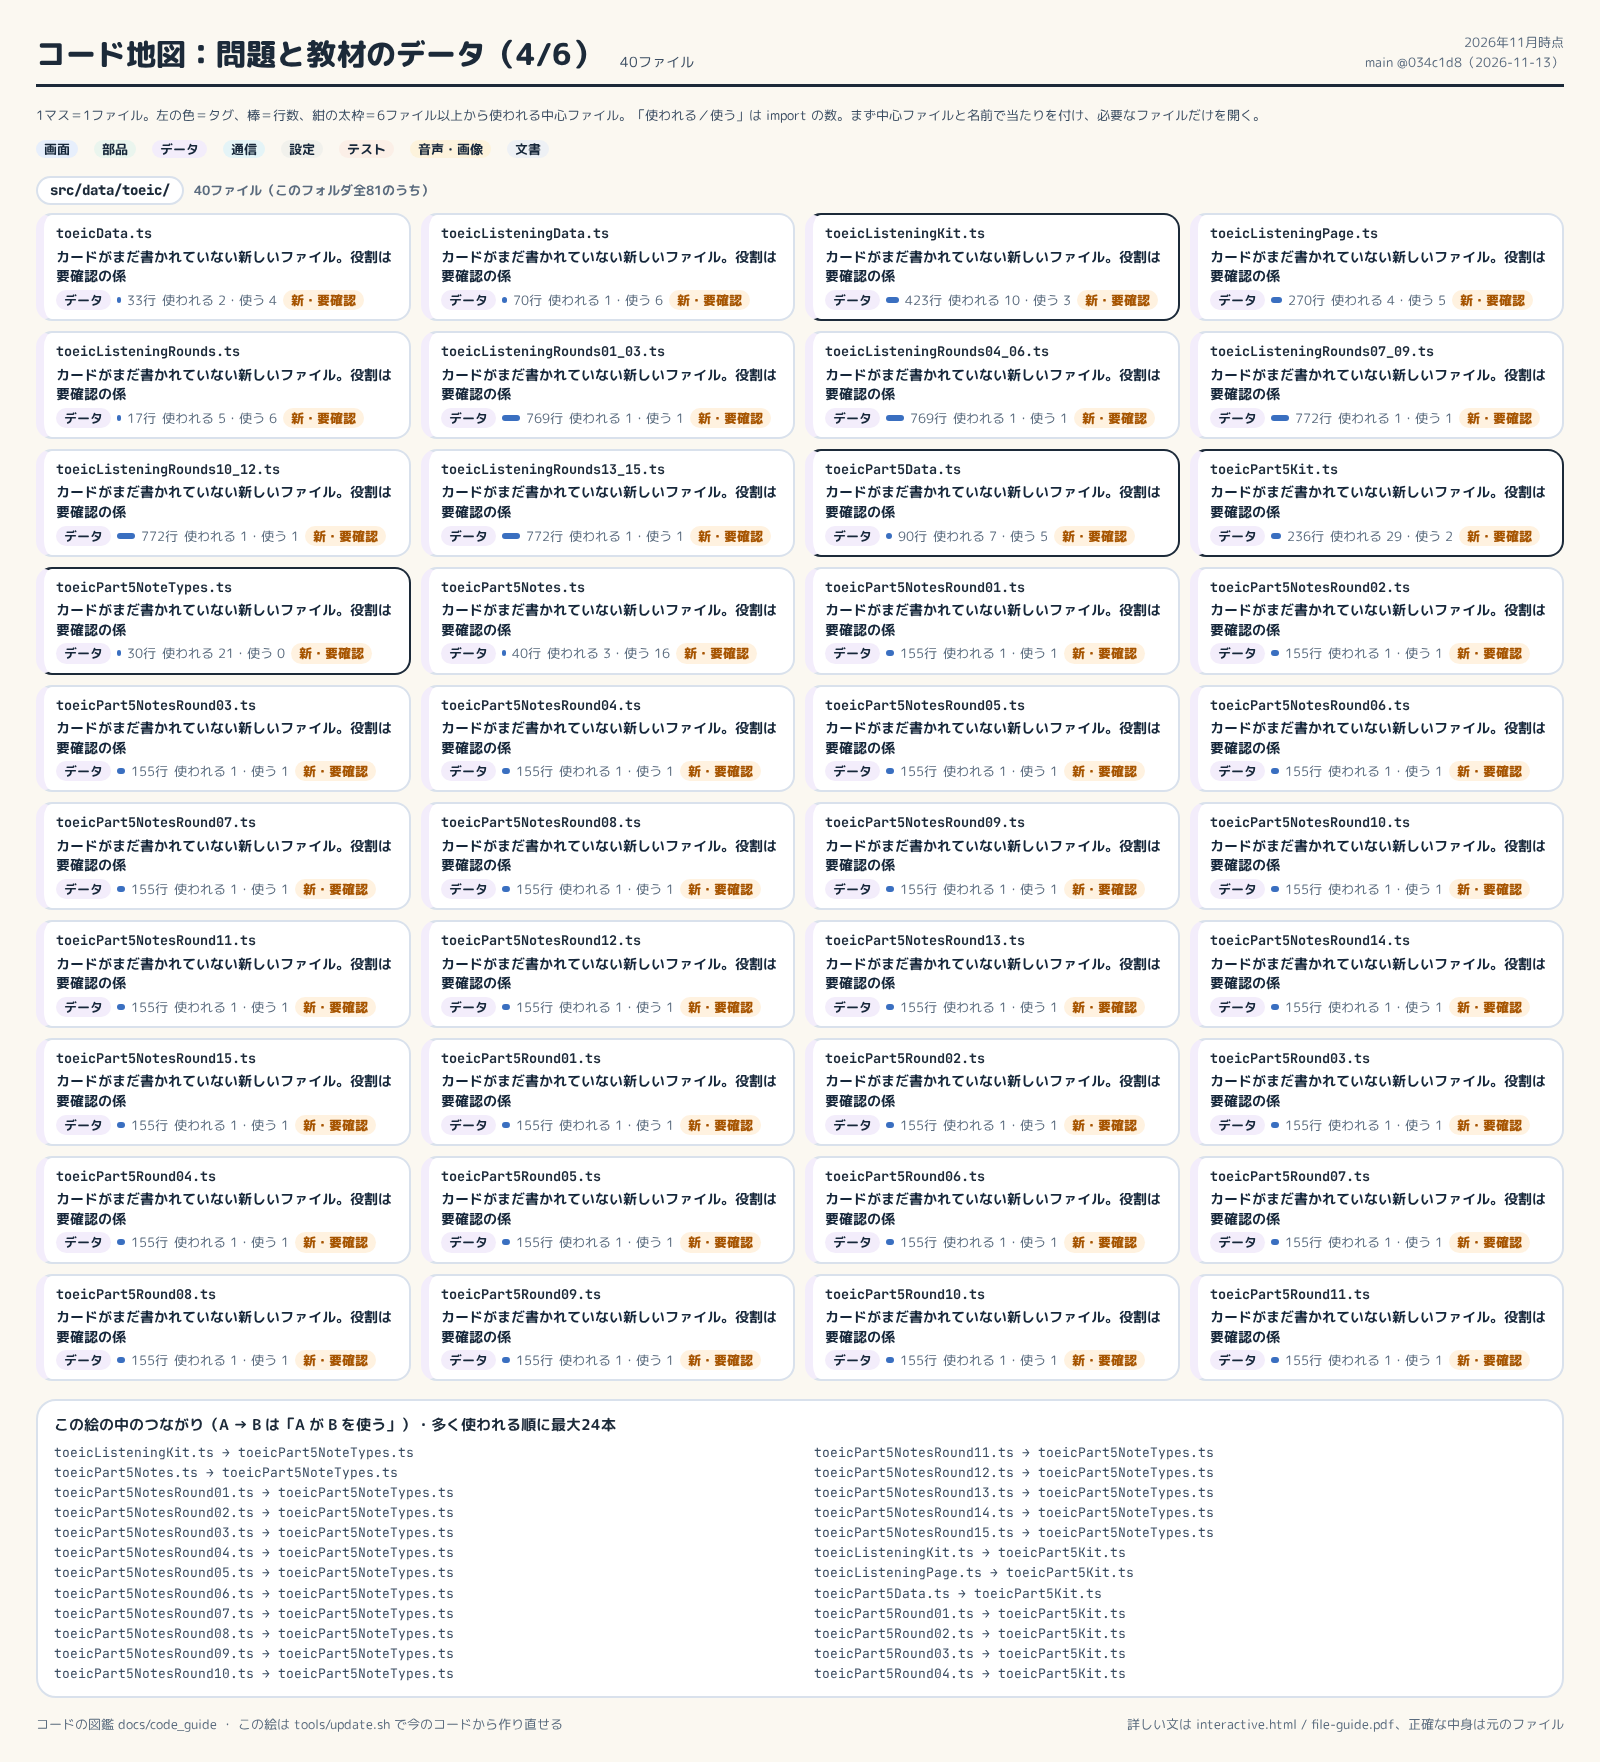 コード地図：問題と教材のデータ（4/6） 40ファイル
2026年11月時点
main @034c1d8（2026-11-13）
1マス＝1ファイル。左の色＝タグ、棒＝行数、紺の太枠＝6ファイル以上から使われる中心ファイル。「使われる／使う」は import の数。まず中心ファイルと名前で当たりを付け、必要なファイルだけを開く。
画面 部品 データ 通信 設定 テスト 音声・画像 文書
src/data/toeic/ 40ファイル（このフォルダ全81のうち）
toeicData.ts
カードがまだ書かれていない新しいファイル。役割は
要確認の係
データ 33行 使われる 2 · 使う 4 新・要確認
toeicListeningData.ts
カードがまだ書かれていない新しいファイル。役割は
要確認の係
データ 70行 使われる 1 · 使う 6 新・要確認
toeicListeningKit.ts
カードがまだ書かれていない新しいファイル。役割は
要確認の係
データ 423行 使われる 10 · 使う 3 新・要確認
toeicListeningPage.ts
カードがまだ書かれていない新しいファイル。役割は
要確認の係
データ 270行 使われる 4 · 使う 5 新・要確認
toeicListeningRounds.ts
カードがまだ書かれていない新しいファイル。役割は
要確認の係
データ 17行 使われる 5 · 使う 6 新・要確認
toeicListeningRounds01_03.ts
カードがまだ書かれていない新しいファイル。役割は
要確認の係
データ 769行 使われる 1 · 使う 1 新・要確認
toeicListeningRounds04_06.ts
カードがまだ書かれていない新しいファイル。役割は
要確認の係
データ 769行 使われる 1 · 使う 1 新・要確認
toeicListeningRounds07_09.ts
カードがまだ書かれていない新しいファイル。役割は
要確認の係
データ 772行 使われる 1 · 使う 1 新・要確認
toeicListeningRounds10_12.ts
カードがまだ書かれていない新しいファイル。役割は
要確認の係
データ 772行 使われる 1 · 使う 1 新・要確認
toeicListeningRounds13_15.ts
カードがまだ書かれていない新しいファイル。役割は
要確認の係
データ 772行 使われる 1 · 使う 1 新・要確認
toeicPart5Data.ts
カードがまだ書かれていない新しいファイル。役割は
要確認の係
データ 90行 使われる 7 · 使う 5 新・要確認
toeicPart5Kit.ts
カードがまだ書かれていない新しいファイル。役割は
要確認の係
データ 236行 使われる 29 · 使う 2 新・要確認
toeicPart5NoteTypes.ts
カードがまだ書かれていない新しいファイル。役割は
要確認の係
データ 30行 使われる 21 · 使う 0 新・要確認
toeicPart5Notes.ts
カードがまだ書かれていない新しいファイル。役割は
要確認の係
データ 40行 使われる 3 · 使う 16 新・要確認
toeicPart5NotesRound01.ts
カードがまだ書かれていない新しいファイル。役割は
要確認の係
データ 155行 使われる 1 · 使う 1 新・要確認
toeicPart5NotesRound02.ts
カードがまだ書かれていない新しいファイル。役割は
要確認の係
データ 155行 使われる 1 · 使う 1 新・要確認
toeicPart5NotesRound03.ts
カードがまだ書かれていない新しいファイル。役割は
要確認の係
データ 155行 使われる 1 · 使う 1 新・要確認
toeicPart5NotesRound04.ts
カードがまだ書かれていない新しいファイル。役割は
要確認の係
データ 155行 使われる 1 · 使う 1 新・要確認
toeicPart5NotesRound05.ts
カードがまだ書かれていない新しいファイル。役割は
要確認の係
データ 155行 使われる 1 · 使う 1 新・要確認
toeicPart5NotesRound06.ts
カードがまだ書かれていない新しいファイル。役割は
要確認の係
データ 155行 使われる 1 · 使う 1 新・要確認
toeicPart5NotesRound07.ts
カードがまだ書かれていない新しいファイル。役割は
要確認の係
データ 155行 使われる 1 · 使う 1 新・要確認
toeicPart5NotesRound08.ts
カードがまだ書かれていない新しいファイル。役割は
要確認の係
データ 155行 使われる 1 · 使う 1 新・要確認
toeicPart5NotesRound09.ts
カードがまだ書かれていない新しいファイル。役割は
要確認の係
データ 155行 使われる 1 · 使う 1 新・要確認
toeicPart5NotesRound10.ts
カードがまだ書かれていない新しいファイル。役割は
要確認の係
データ 155行 使われる 1 · 使う 1 新・要確認
toeicPart5NotesRound11.ts
カードがまだ書かれていない新しいファイル。役割は
要確認の係
データ 155行 使われる 1 · 使う 1 新・要確認
toeicPart5NotesRound12.ts
カードがまだ書かれていない新しいファイル。役割は
要確認の係
データ 155行 使われる 1 · 使う 1 新・要確認
toeicPart5NotesRound13.ts
カードがまだ書かれていない新しいファイル。役割は
要確認の係
データ 155行 使われる 1 · 使う 1 新・要確認
toeicPart5NotesRound14.ts
カードがまだ書かれていない新しいファイル。役割は
要確認の係
データ 155行 使われる 1 · 使う 1 新・要確認
toeicPart5NotesRound15.ts
カードがまだ書かれていない新しいファイル。役割は
要確認の係
データ 155行 使われる 1 · 使う 1 新・要確認
toeicPart5Round01.ts
カードがまだ書かれていない新しいファイル。役割は
要確認の係
データ 155行 使われる 1 · 使う 1 新・要確認
toeicPart5Round02.ts
カードがまだ書かれていない新しいファイル。役割は
要確認の係
データ 155行 使われる 1 · 使う 1 新・要確認
toeicPart5Round03.ts
カードがまだ書かれていない新しいファイル。役割は
要確認の係
データ 155行 使われる 1 · 使う 1 新・要確認
toeicPart5Round04.ts
カードがまだ書かれていない新しいファイル。役割は
要確認の係
データ 155行 使われる 1 · 使う 1 新・要確認
toeicPart5Round05.ts
カードがまだ書かれていない新しいファイル。役割は
要確認の係
データ 155行 使われる 1 · 使う 1 新・要確認
toeicPart5Round06.ts
カードがまだ書かれていない新しいファイル。役割は
要確認の係
データ 155行 使われる 1 · 使う 1 新・要確認
toeicPart5Round07.ts
カードがまだ書かれていない新しいファイル。役割は
要確認の係
データ 155行 使われる 1 · 使う 1 新・要確認
toeicPart5Round08.ts
カードがまだ書かれていない新しいファイル。役割は
要確認の係
データ 155行 使われる 1 · 使う 1 新・要確認
toeicPart5Round09.ts
カードがまだ書かれていない新しいファイル。役割は
要確認の係
データ 155行 使われる 1 · 使う 1 新・要確認
toeicPart5Round10.ts
カードがまだ書かれていない新しいファイル。役割は
要確認の係
データ 155行 使われる 1 · 使う 1 新・要確認
toeicPart5Round11.ts
カードがまだ書かれていない新しいファイル。役割は
要確認の係
データ 155行 使われる 1 · 使う 1 新・要確認
この絵の中のつながり（A → B は「A が B を使う」）・多く使われる順に最大24本
toeicListeningKit.ts → toeicPart5NoteTypes.ts
toeicPart5Notes.ts → toeicPart5NoteTypes.ts
toeicPart5NotesRound01.ts → toeicPart5NoteTypes.ts
toeicPart5NotesRound02.ts → toeicPart5NoteTypes.ts
toeicPart5NotesRound03.ts → toeicPart5NoteTypes.ts
toeicPart5NotesRound04.ts → toeicPart5NoteTypes.ts
toeicPart5NotesRound05.ts → toeicPart5NoteTypes.ts
toeicPart5NotesRound06.ts → toeicPart5NoteTypes.ts
toeicPart5NotesRound07.ts → toeicPart5NoteTypes.ts
toeicPart5NotesRound08.ts → toeicPart5NoteTypes.ts
toeicPart5NotesRound09.ts → toeicPart5NoteTypes.ts
toeicPart5NotesRound10.ts → toeicPart5NoteTypes.ts
toeicPart5NotesRound11.ts → toeicPart5NoteTypes.ts
toeicPart5NotesRound12.ts → toeicPart5NoteTypes.ts
toeicPart5NotesRound13.ts → toeicPart5NoteTypes.ts
toeicPart5NotesRound14.ts → toeicPart5NoteTypes.ts
toeicPart5NotesRound15.ts → toeicPart5NoteTypes.ts
toeicListeningKit.ts → toeicPart5Kit.ts
toeicListeningPage.ts → toeicPart5Kit.ts
toeicPart5Data.ts → toeicPart5Kit.ts
toeicPart5Round01.ts → toeicPart5Kit.ts
toeicPart5Round02.ts → toeicPart5Kit.ts
toeicPart5Round03.ts → toeicPart5Kit.ts
toeicPart5Round04.ts → toeicPart5Kit.ts
コードの図鑑 docs/code_guide ・ この絵は tools/update.sh で今のコードから作り直せる
詳しい文は interactive.html / file-guide.pdf、正確な中身は元のファイル